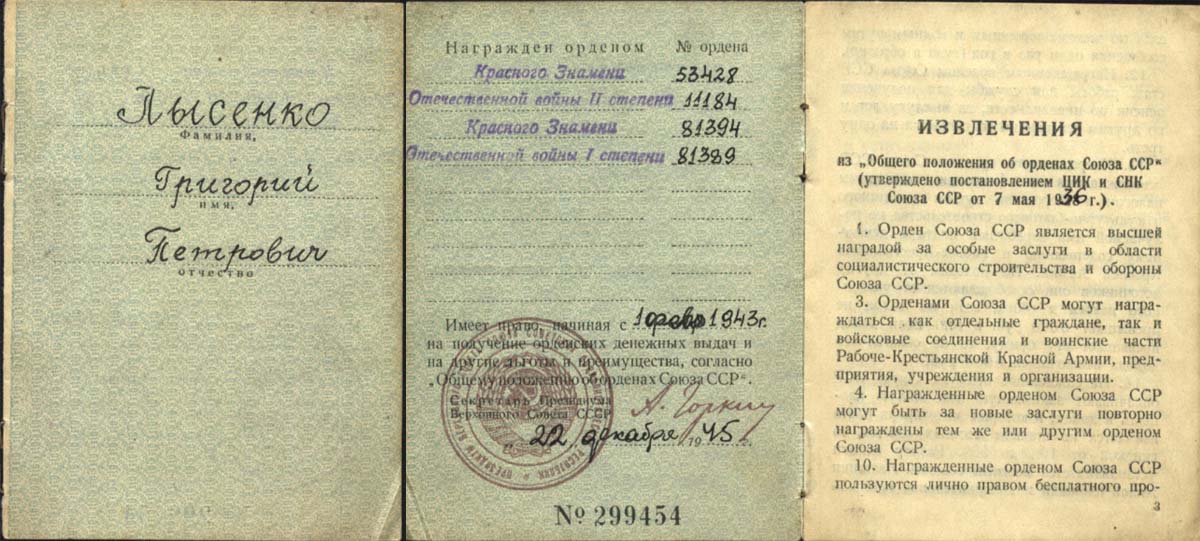 Лысенко
Фамилия,
Григорий
имя,
Петрович
отчество
Награжден орденом № ордена
Красного Знамени 53428
Отечественной войны II степени 11184
Красного Знамени 81394
Отечественной войны I степени 81389
Имеет право, начиная с 1 февр 1943 г.
на получение орденских денежных выдач и
на другие льготы и преимущества, согласно
„Общему положению об орденах Союза ССР“.
Секретарь Президиума
Верховного Совета СССР А. Горкин
„22 декабря 1945 г.
№ 299454
ИЗВЛЕЧЕНИЯ
из „Общего положения об орденах Союза ССР“
(утверждено постановлением ЦИК и СНК
Союза ССР от 7 мая 1936 г.).
1. Орден Союза ССР является высшей
наградой за особые заслуги в области
социалистического строительства и обороны
Союза ССР.
3. Орденами Союза ССР могут награ-
ждаться как отдельные граждане, так и
войсковые соединения и воинские части
Рабоче-Крестьянской Красной Армии, пред-
приятия, учреждения и организации.
4. Награжденные орденом Союза ССР
могут быть за новые заслуги повторно
награждены тем же или другим орденом
Союза ССР.
10. Награжденные орденом Союза ССР
пользуются лично правом бесплатного про-
3